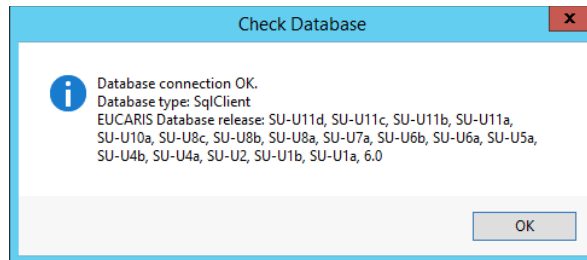 Check Database
x
Database connection OK.
Database type: SqlClient
EUCARIS Database release: SU-U11d, SU-U11c, SU-U11b, SU-U11a,
SU-U10a, SU-U8c, SU-U8b, SU-U8a, SU-U7a, SU-U6b, SU-U6a, SU-U5a,
SU-U4b, SU-U4a, SU-U2, SU-U1b, SU-U1a, 6.0
OK